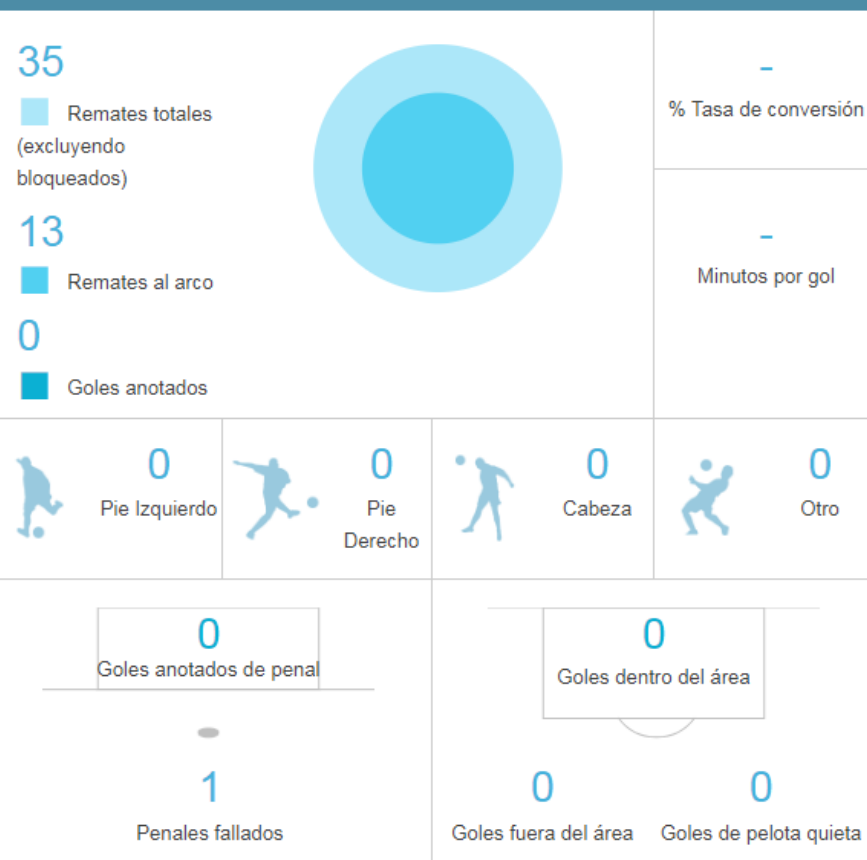 35
Remates totales
(excluyendo
bloqueados)
13
Remates al arco
0
Goles anotados
-
% Tasa de conversión
-
Minutos por gol
0
Pie Izquierdo
0
Pie
Derecho
0
Cabeza
0
Otro
0
Goles anotados de penal
1
Penales fallados
0
Goles dentro del área
0
Goles fuera del área
0
Goles de pelota quieta